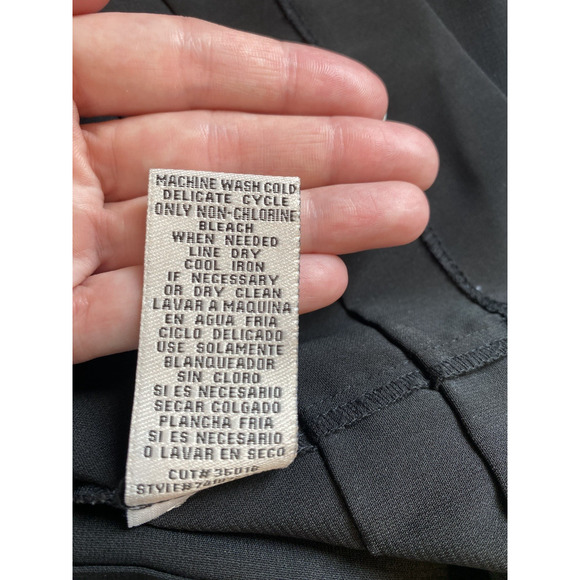 MACHINE WASH COLD
DELICATE CYCLE
ONLY NON-CHLORINE
BLEACH
WHEN NEEDED
LINE DRY
COOL IRON
IF NECESSARY
OR DRY CLEAN
LAVAR A MAQUINA
EN AGUA FRIA
CICLO DELICADO
USE SOLAMENTE
BLANQUEADOR
SIN CLORO
SI ES NECESARIO
SECAR COLGADO
PLANCHA FRIA
SI ES NECESARIO
O LAVAR EN SECO
CUT# 36016
STYLE#